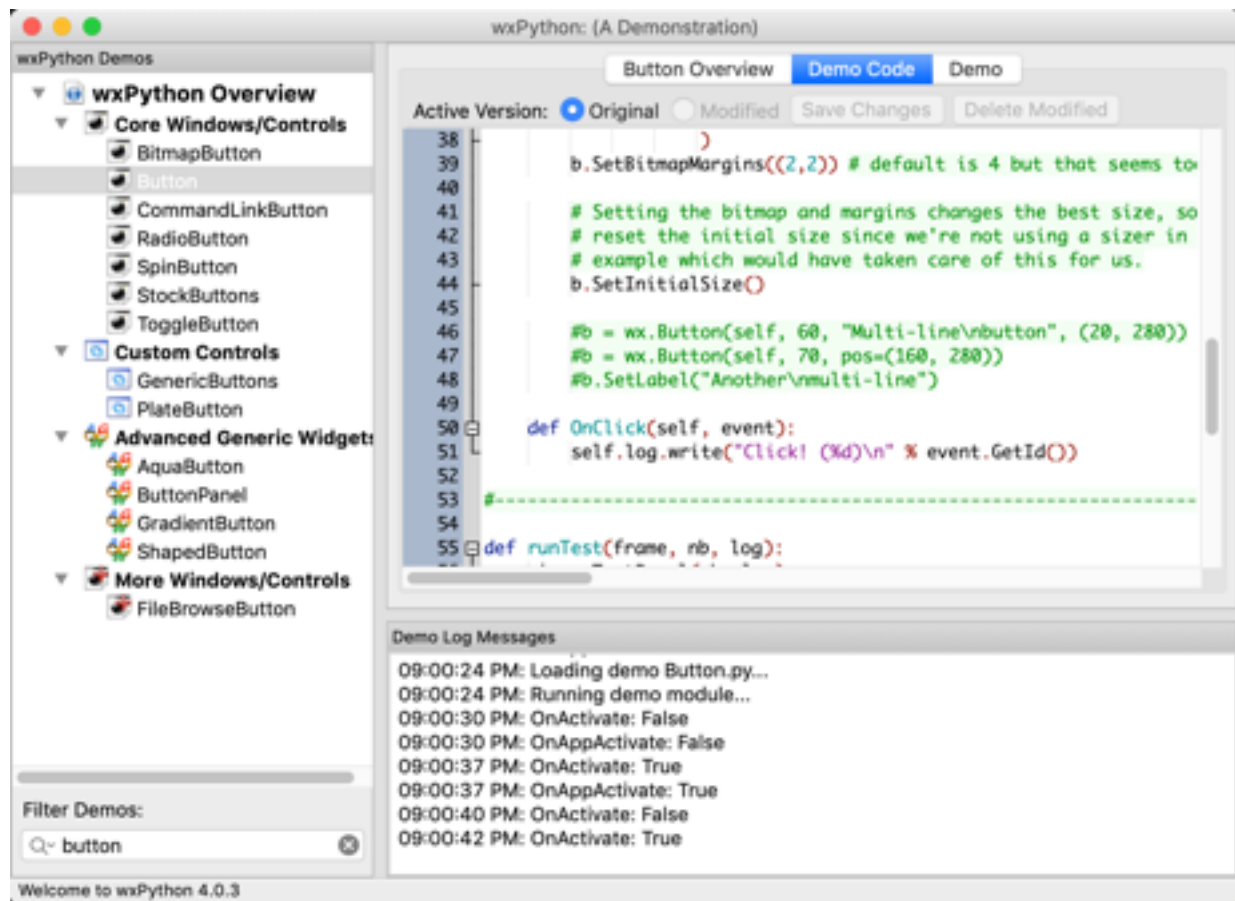 wxPython: (A Demonstration)
wxPython Demos
wxPython Overview
Core Windows/Controls
BitmapButton
Button
CommandLinkButton
RadioButton
SpinButton
StockButtons
ToggleButton
Custom Controls
GenericButtons
PlateButton
Advanced Generic Widgets
AquaButton
ButtonPanel
GradientButton
ShapedButton
More Windows/Controls
FileBrowseButton
Filter Demos:
button
Button Overview Demo Code Demo
Active Version: Original Modified Save Changes Delete Modified
38 )
39 b.SetBitmapMargins((2,2)) # default is 4 but that seems to
40
41 # Setting the bitmap and margins changes the best size, so
42 # reset the initial size since we're not using a sizer in
43 # example which would have taken care of this for us.
44 b.SetInitialSize()
45
46 #b = wx.Button(self, 60, "Multi-line\nbutton", (20, 280))
47 #b = wx.Button(self, 70, pos=(160, 280))
48 #b.SetLabel("Another\nmulti-line")
49
50 def OnClick(self, event):
51 self.log.write("Click! (%d)\n" % event.GetId())
52
53 #------------------------------------------------------------------
54
55 def runTest(frame, nb, log):
Demo Log Messages
09:00:24 PM: Loading demo Button.py...
09:00:24 PM: Running demo module...
09:00:30 PM: OnActivate: False
09:00:30 PM: OnAppActivate: False
09:00:37 PM: OnActivate: True
09:00:37 PM: OnAppActivate: True
09:00:40 PM: OnActivate: False
09:00:42 PM: OnActivate: True
Welcome to wxPython 4.0.3